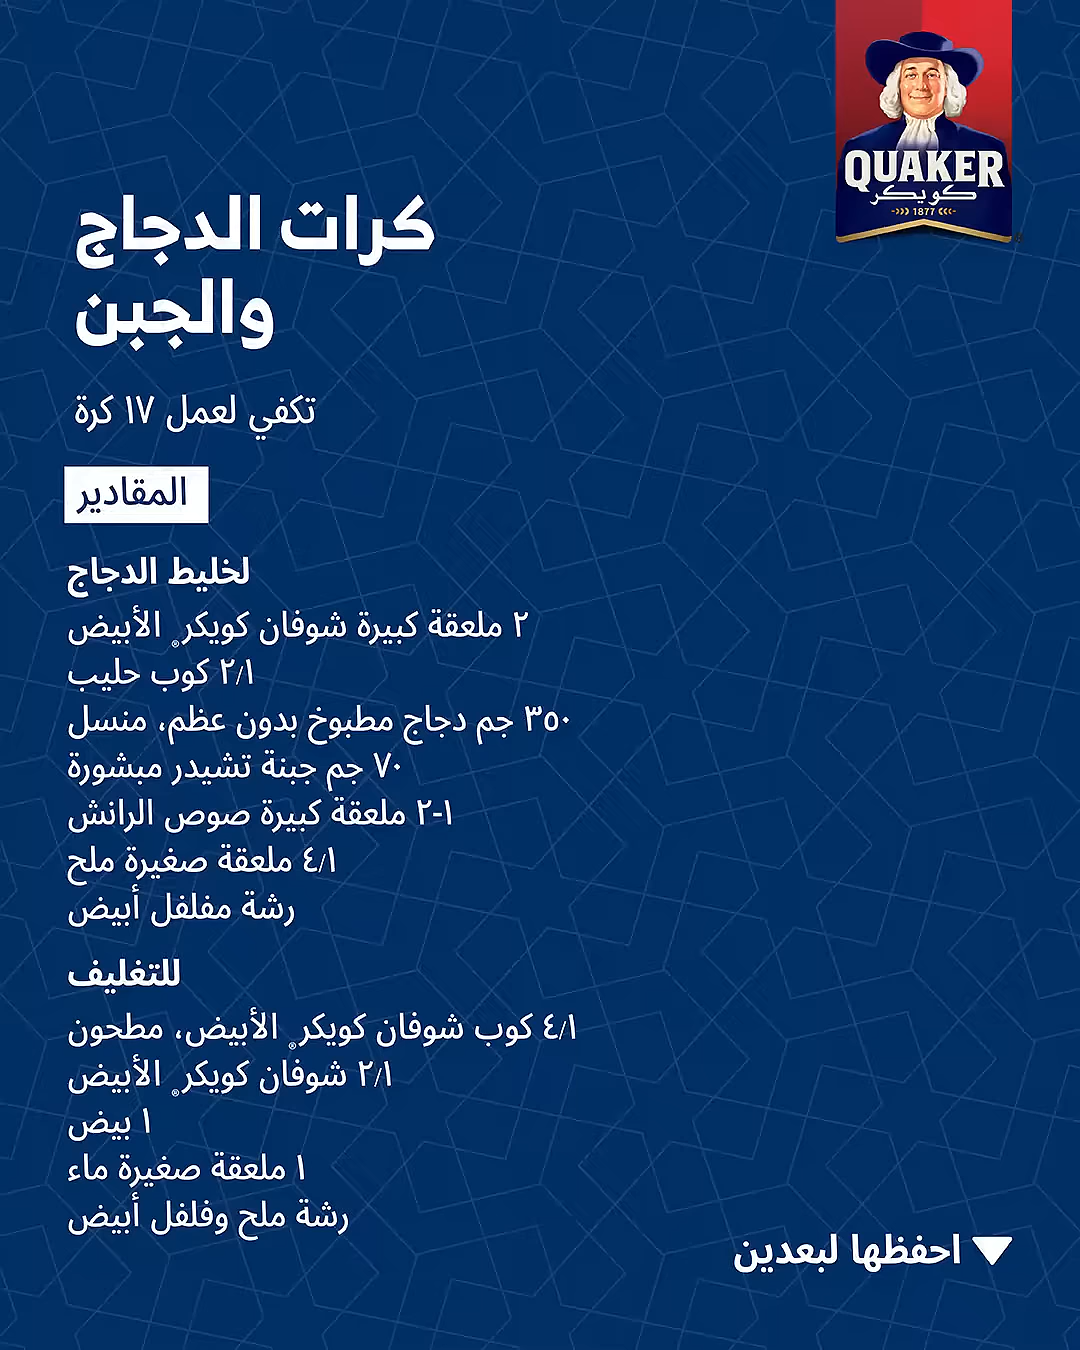 QUAKER
كويكر
1877
كرات الدجاج
والجبن
تكفي لعمل ١٧ كرة
المقادير
لخليط الدجاج
٢ ملعقة كبيرة شوفان كويكر® الأبيض
٢/١ كوب حليب
٣٥٠ جم دجاج مطبوخ بدون عظم، منسل
٧٠ جم جبنة تشيدر مبشورة
١-٢ ملعقة كبيرة صوص الرانش
٤/١ ملعقة صغيرة ملح
رشة مفلفل أبيض
للتغليف
٤/١ كوب شوفان كويكر® الأبيض، مطحون
٢/١ شوفان كويكر® الأبيض
١ بيض
١ ملعقة صغيرة ماء
رشة ملح وفلفل أبيض
احفظها لبعدين